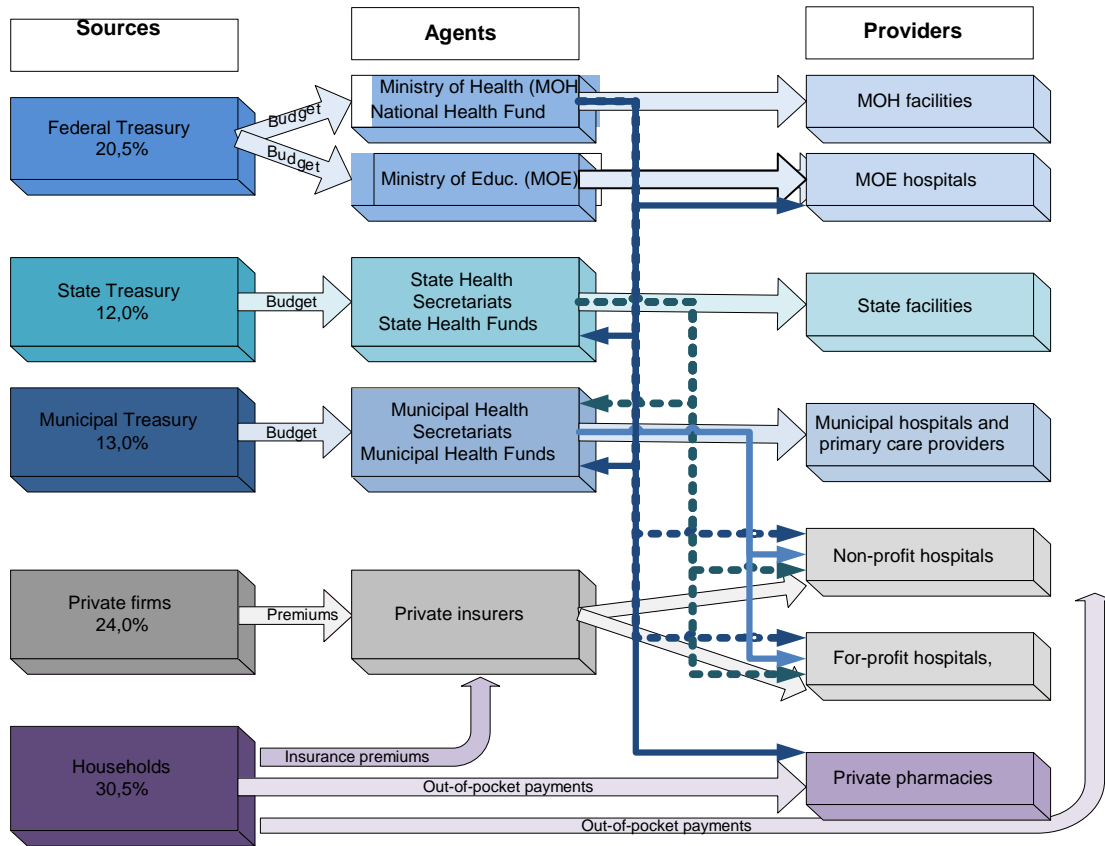 Sources
Agents
Providers
Federal Treasury
20,5%
Budget
Budget
Ministry of Health (MOH
National Health Fund
MOH facilities
Ministry of Educ. (MOE)
MOE hospitals
State Treasury
12,0%
Budget
State Health
Secretariats
State Health Funds
State facilities
Municipal Treasury
13,0%
Budget
Municipal Health
Secretariats
Municipal Health Funds
Municipal hospitals and
primary care providers
Non-profit hospitals
Private firms
24,0%
Premiums
Private insurers
For-profit hospitals,
Households
30,5%
Insurance premiums
Out-of-pocket payments
Private pharmacies
Out-of-pocket payments